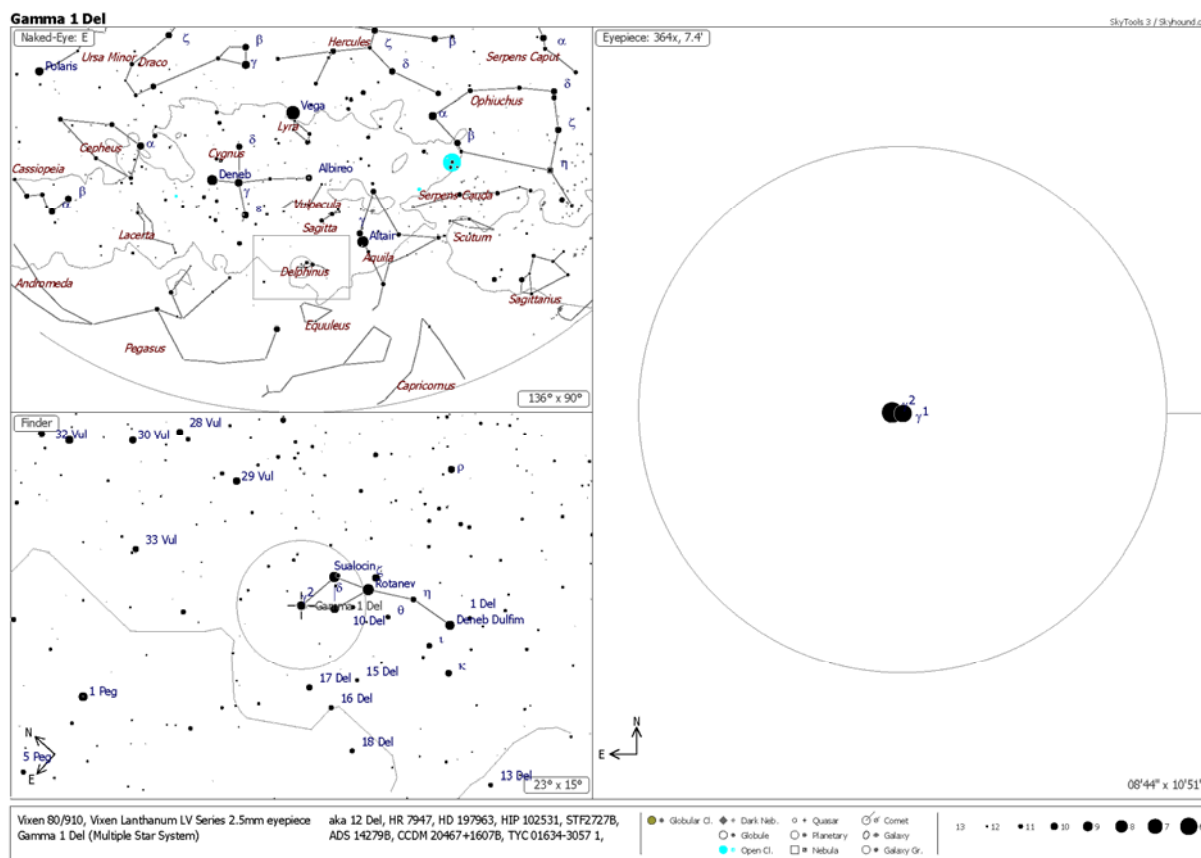 Gamma 1 Del
SkyTools 3 / Skyhound.c
Naked-Eye: E
ζ
β
Hercules
ζ
β
α
Ursa Minor
Draco
γ
Serpens Caput
Polaris
δ
Ophiuchus
δ
Vega
Lyra
α
ζ
β
Cepheus
α
δ
Cygnus
η
Cassiopeia
Deneb
Albireo
β
γ
α
ε
Vulpecula
Serpens Cauda
Sagitta
γ
Lacerta
Altair
Scutum
Aquila
Delphinus
Andromeda
Sagittarius
Equuleus
Pegasus
Capricornus
136° x 90°
Finder
32 Vul
30 Vul
28 Vul
29 Vul
ρ
33 Vul
Sualocin
ζ
Rotanev
δ
η
γ2
Gamma 1 Del
1 Del
θ
10 Del
Deneb Dulfim
ι
κ
15 Del
17 Del
1 Peg
16 Del
N
18 Del
5 Peg
E
13 Del
23° x 15°
Eyepiece: 364x, 7.4'
γ2
γ1
N
E
08'44" x 10'51"
Vixen 80/910, Vixen Lanthanum LV Series 2.5mm eyepiece
Gamma 1 Del (Multiple Star System)
aka 12 Del, HR 7947, HD 197963, HIP 102531, STF2727B,
ADS 14279B, CCDM 20467+1607B, TYC 01634-3057 1,
Globular Cl. Dark Neb. Quasar Comet
Globule Planetary Galaxy
Open Cl. Nebula Galaxy Gr.
13 12 11 10 9 8 7